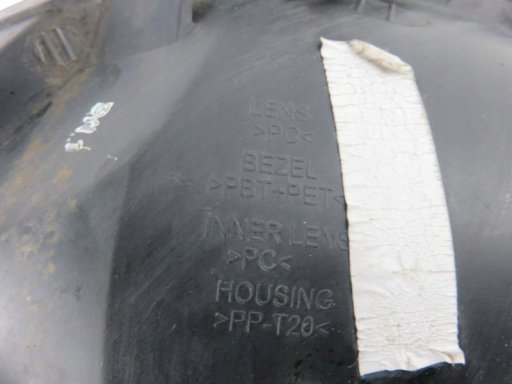 LENS
>PC<
BEZEL
>PBT+PET<
INNER LENS
>PC<
HOUSING
>PP-T20<